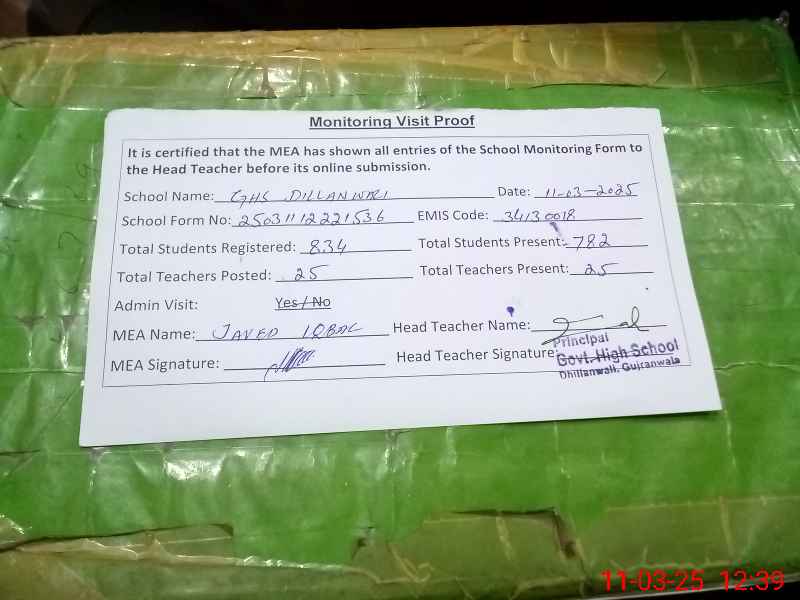 Monitoring Visit Proof
It is certified that the MEA has shown all entries of the School Monitoring Form to
the Head Teacher before its online submission.
School Name: GHS DILLANWALI Date: 11-03-2025
School Form No: 25031112221536 EMIS Code: 34130018
Total Students Registered: 834 Total Students Present: 782
Total Teachers Posted: 25 Total Teachers Present: 25
Admin Visit: Yes / No
MEA Name: JAVED IQBAL Head Teacher Name:
MEA Signature: Head Teacher Signature:
Principal
Govt. High School
Dhillanwali, Gujranwala
11-03-25 12:39